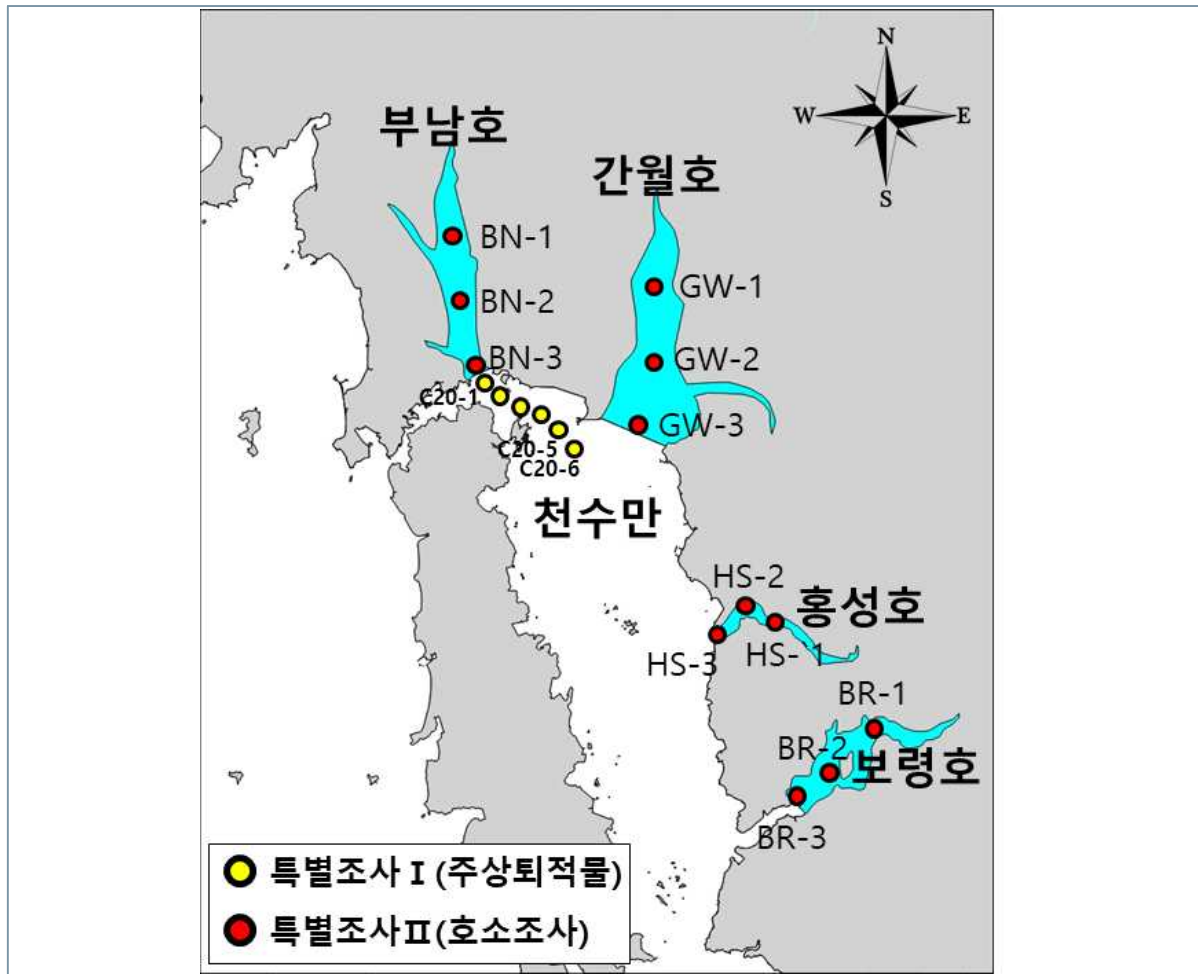 N
부남호
W
E
간월호
S
BN-1
GW-1
BN-2
BN-3
GW-2
C20-1
GW-3
C20-5
C20-6
천수만
HS-2
홍성호
HS-3
HS- 1
BR-1
BR-2
보령호
BR-3
특별조사 Ⅰ (주상퇴적물)
특별조사Ⅱ(호소조사)